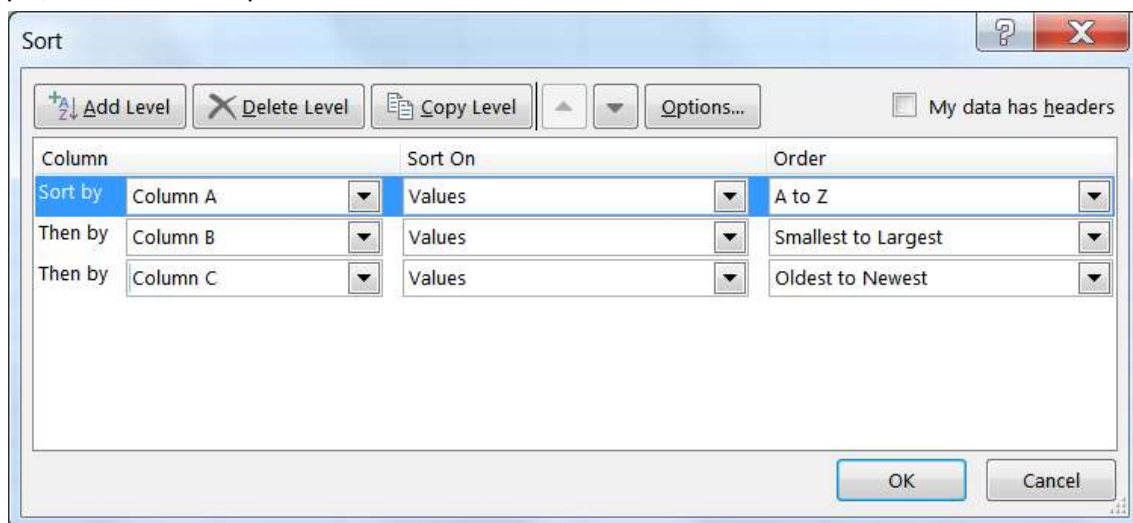 Sort
Add Level Delete Level Copy Level Options... My data has headers
Column Sort On Order
Sort by Column A Values A to Z
Then by Column B Values Smallest to Largest
Then by Column C Values Oldest to Newest
OK Cancel